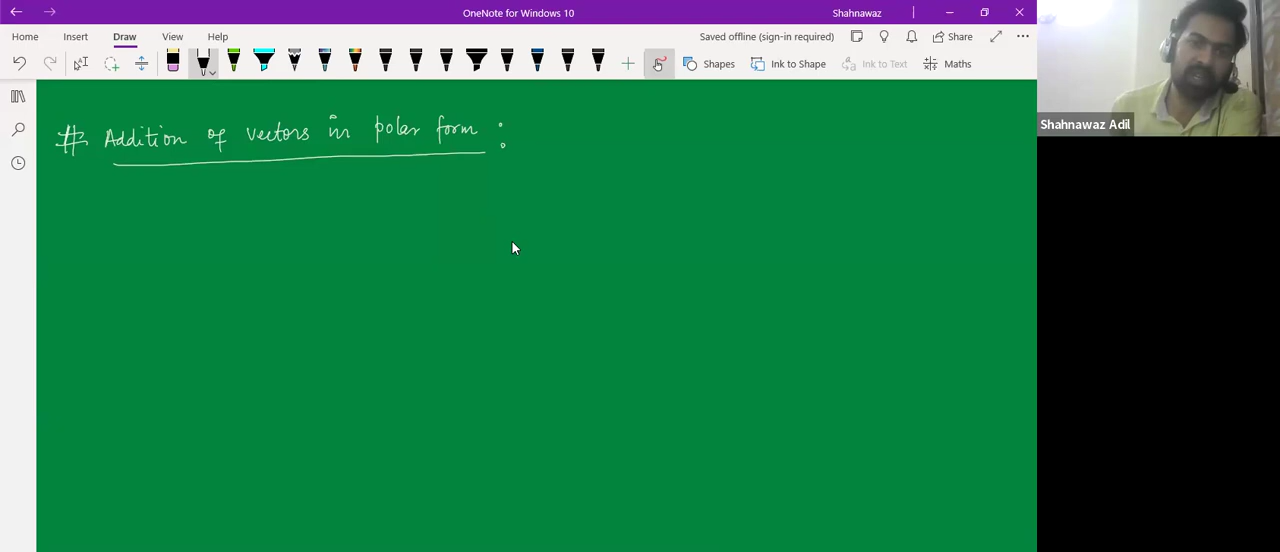 OneNote for Windows 10
Shahnawaz
Home Insert Draw View Help
Saved offline (sign-in required)
Share
Shapes Ink to Shape Ink to Text Maths
Shahnawaz Adil
# Addition of vectors in polar form :